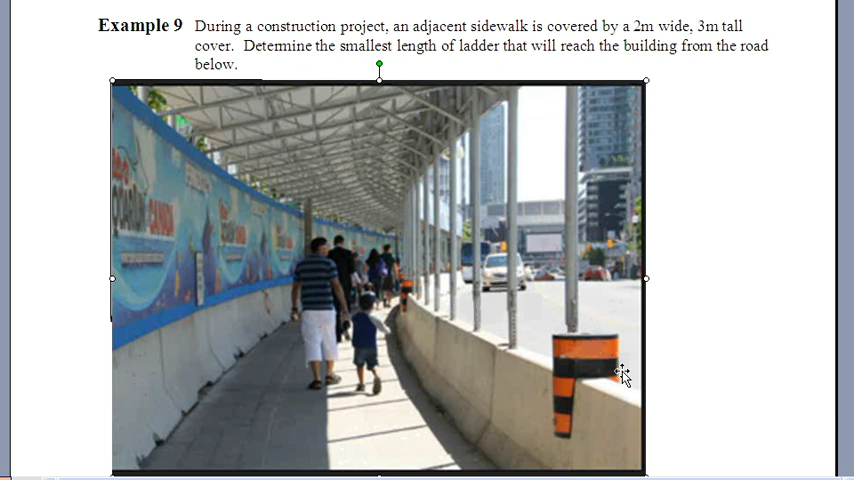 Example 9 During a construction project, an adjacent sidewalk is covered by a 2m wide, 3m tall
cover. Determine the smallest length of ladder that will reach the building from the road
below.